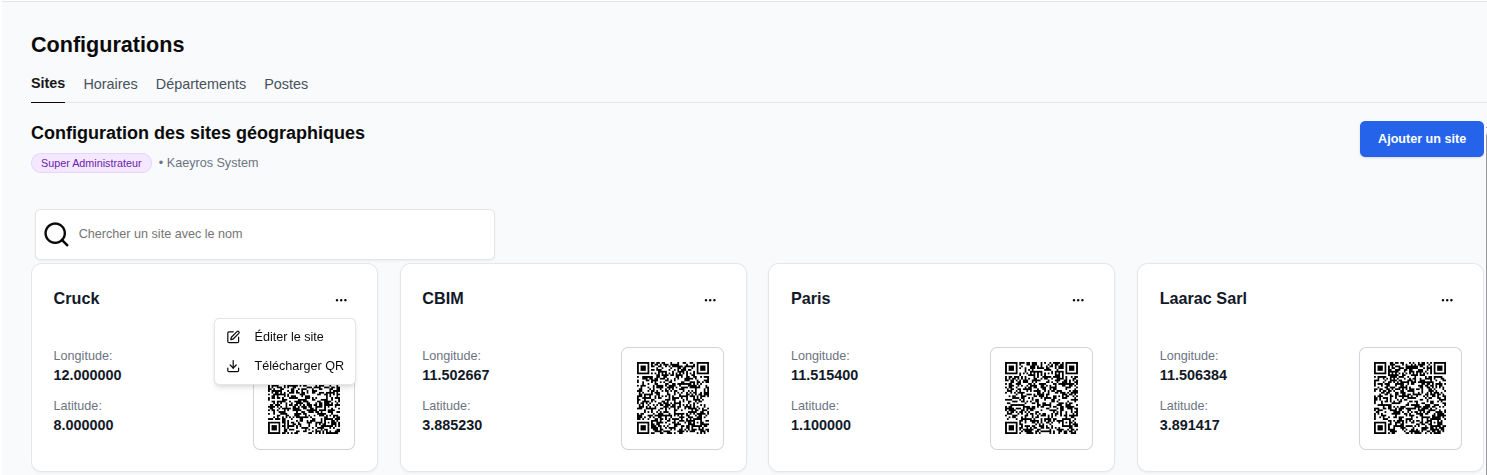 Configurations
Sites Horaires Départements Postes
Configuration des sites géographiques
Ajouter un site
Super Administrateur • Kaeyros System
Chercher un site avec le nom
Cruck
Éditer le site
Télécharger QR
Longitude:
12.000000
Latitude:
8.000000
CBIM
Longitude:
11.502667
Latitude:
3.885230
Paris
Longitude:
11.515400
Latitude:
1.100000
Laarac Sarl
Longitude:
11.506384
Latitude:
3.891417